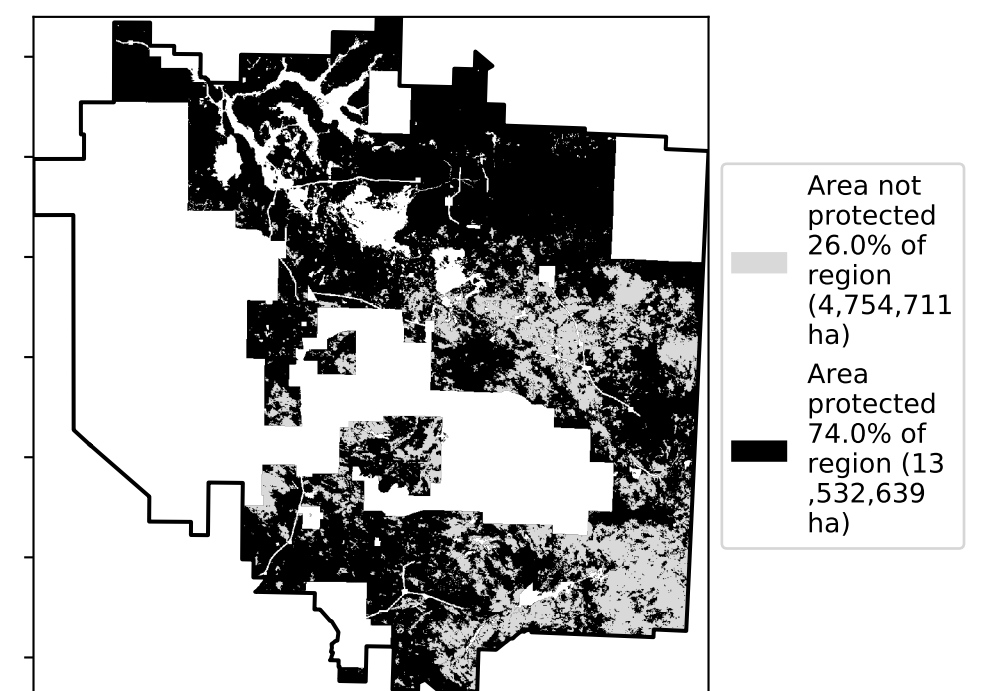 Area not
protected
26.0% of
region
(4,754,711
ha)
Area
protected
74.0% of
region (13
,532,639
ha)